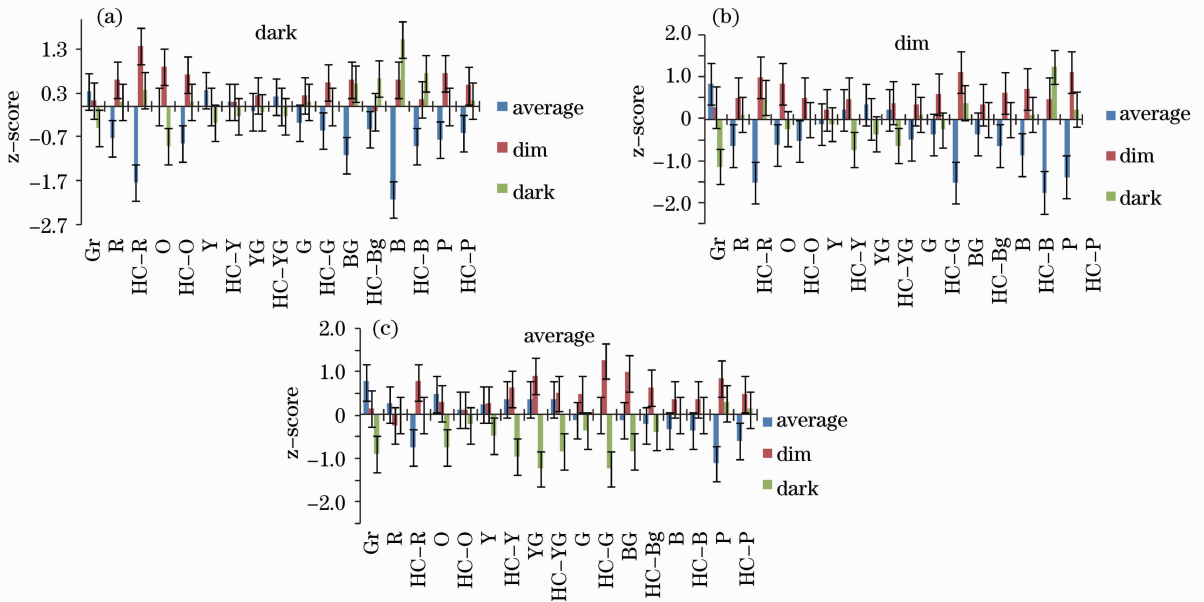 (a)
dark
z-score
1.3
0.3
−0.7
−1.7
−2.7
Gr R HC−R O HC−O Y HC−Y YG HC−YG G HC−G BG HC−Bg B HC−B P HC−P
average
dim
dark
(b)
dim
z-score
2.0
1.0
0
−1.0
−2.0
Gr R HC−R O HC−O Y HC−Y YG HC−YG G HC−G BG HC−Bg B HC−B P HC−P
average
dim
dark
(c)
average
z-score
2.0
1.0
0
−1.0
−2.0
Gr R HC−R O HC−O Y HC−Y YG HC−YG G HC−G BG HC−Bg B HC−B P HC−P
average
dim
dark